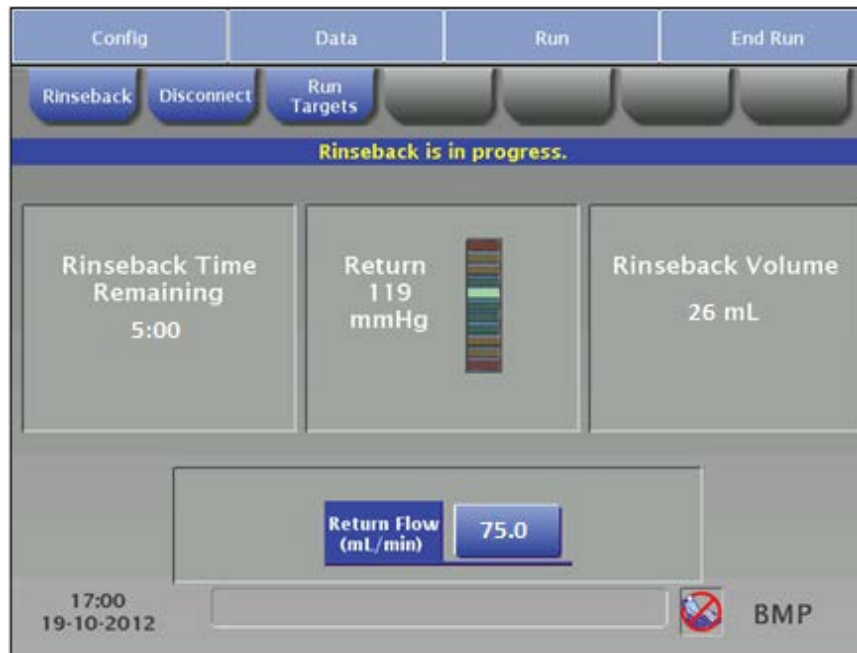 Config Data Run End Run
Rinseback Disconnect Run Targets
Rinseback is in progress.
Rinseback Time
Remaining
5:00
Return
119
mmHg
Rinseback Volume
26 mL
Return Flow
(mL/min)
75.0
17:00
19-10-2012
BMP